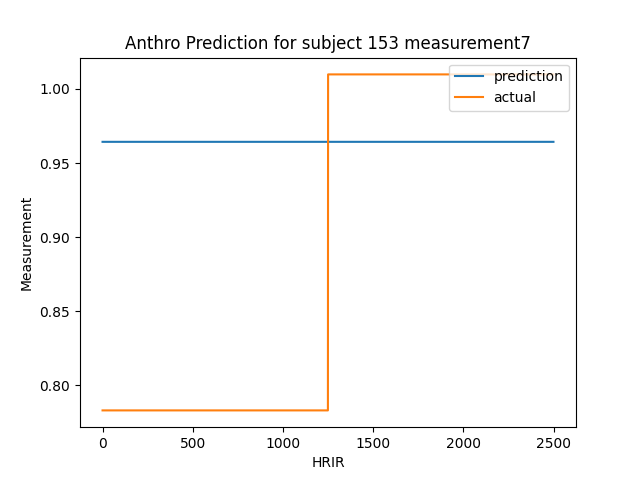 Anthro Prediction for subject 153 measurement7
prediction
actual
1.00
0.95
0.90
0.85
0.80
Measurement
0
500
1000
1500
2000
2500
HRIR